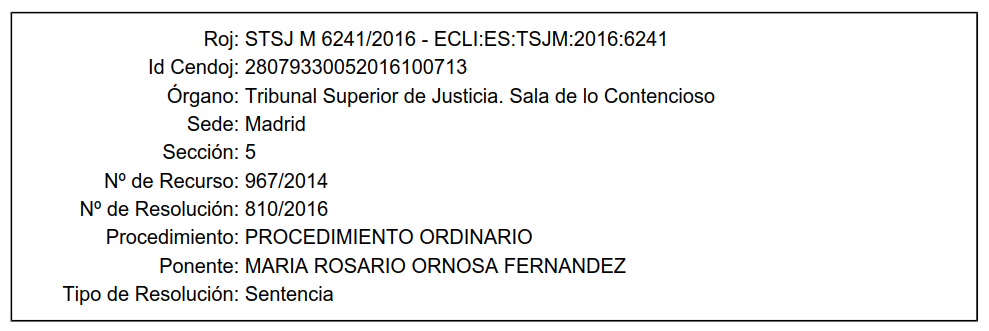 Roj: STSJ M 6241/2016 - ECLI:ES:TSJM:2016:6241
Id Cendoj: 28079330052016100713
Órgano: Tribunal Superior de Justicia. Sala de lo Contencioso
Sede: Madrid
Sección: 5
Nº de Recurso: 967/2014
Nº de Resolución: 810/2016
Procedimiento: PROCEDIMIENTO ORDINARIO
Ponente: MARIA ROSARIO ORNOSA FERNANDEZ
Tipo de Resolución: Sentencia